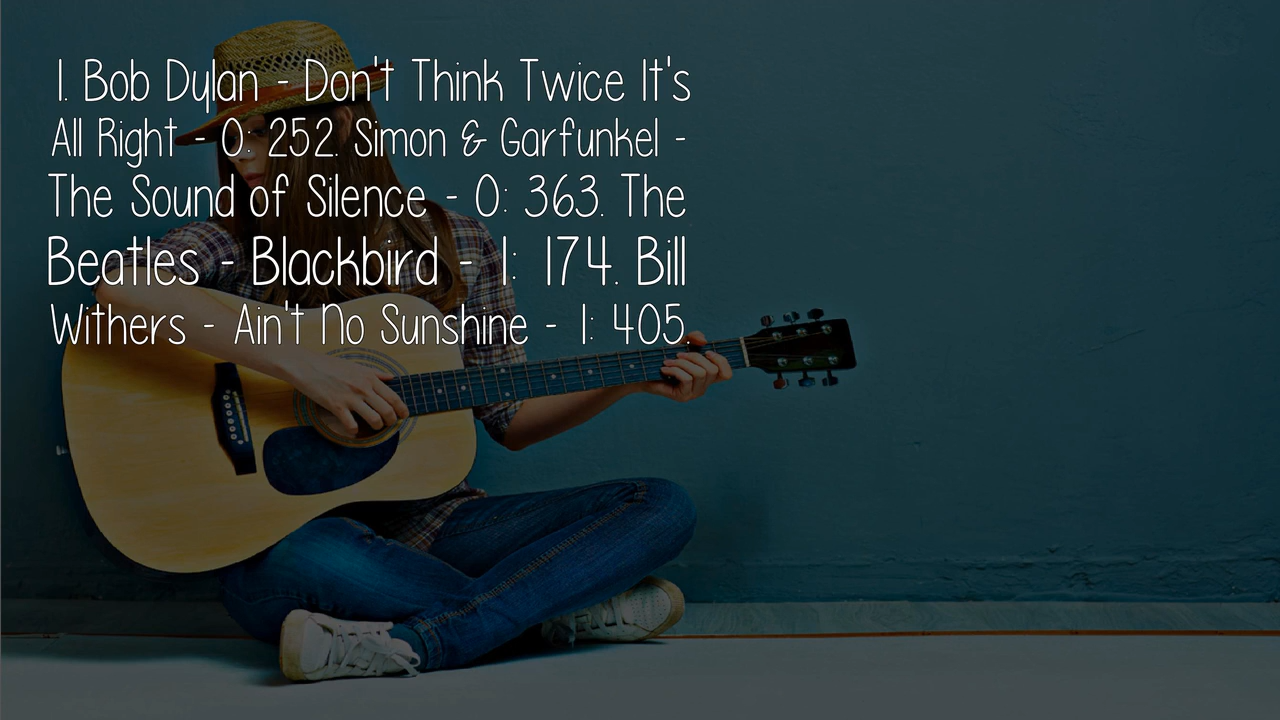 1. Bob Dylan - Don't Think Twice It's
All Right - 0: 252. Simon & Garfunkel -
The Sound of Silence - 0: 363. The
Beatles - Blackbird - 1: 174. Bill
Withers - Ain't No Sunshine - 1: 405.